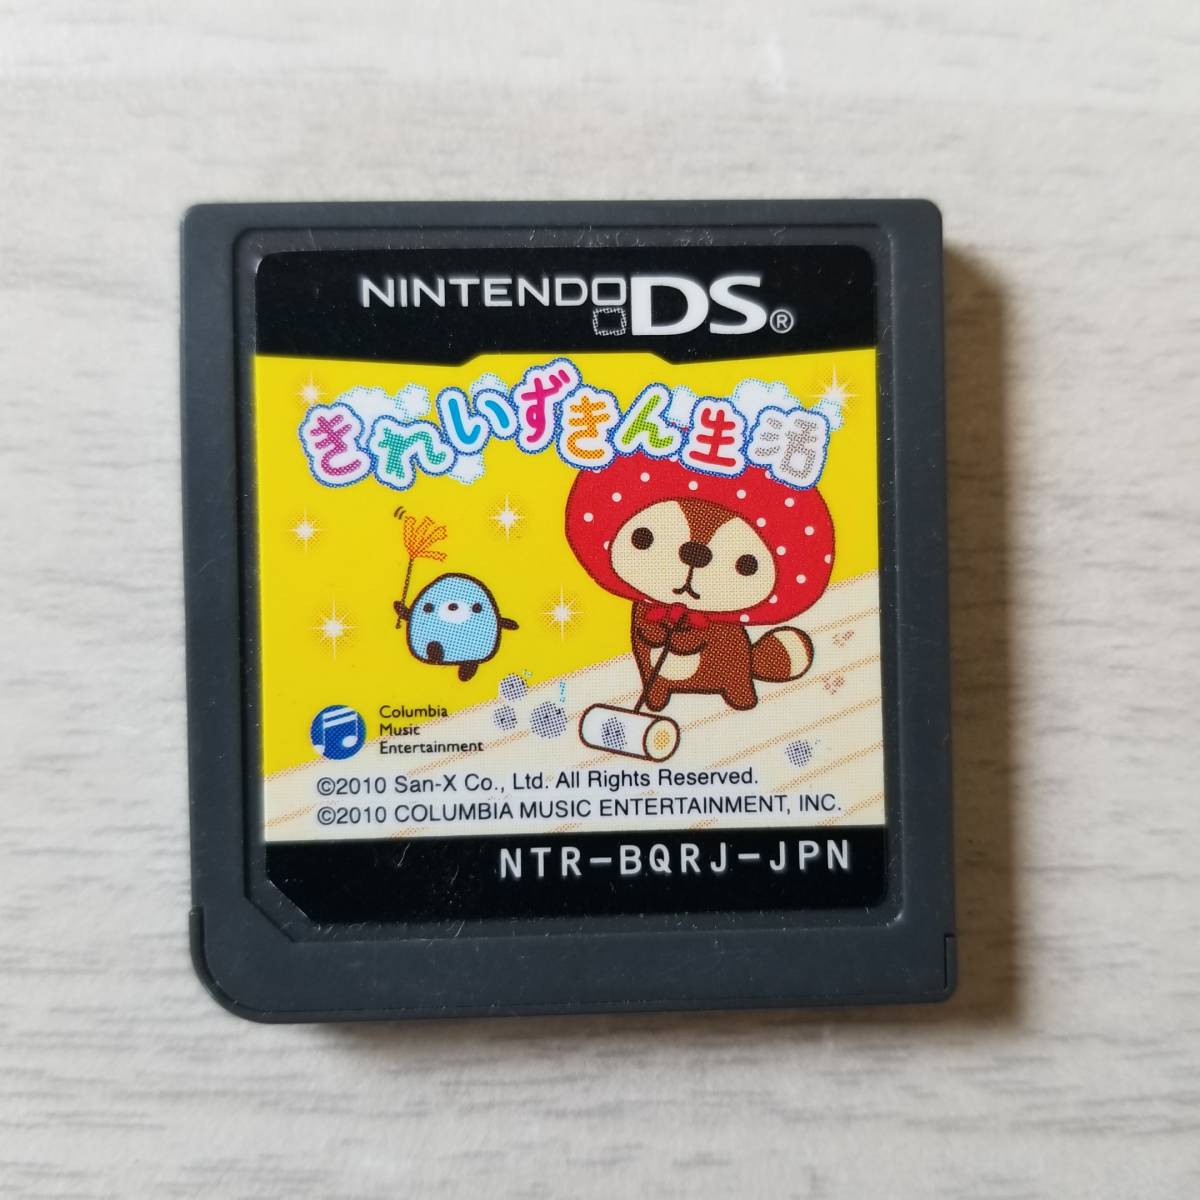 NINTENDO DS®
きれいずきん生活
Columbia
Music
Entertainment
©2010 San-X Co., Ltd. All Rights Reserved.
©2010 COLUMBIA MUSIC ENTERTAINMENT, INC.
NTR-BQRJ-JPN